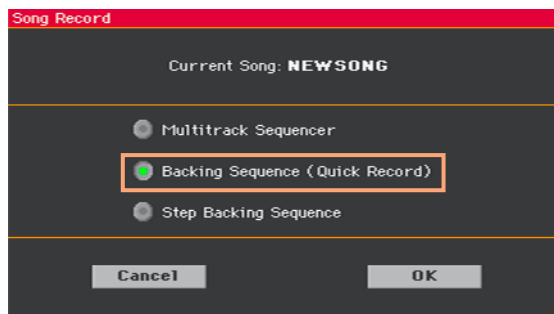 Song Record
Current Song: NEWSONG
Multitrack Sequencer
Backing Sequence (Quick Record)
Step Backing Sequence
Cancel OK